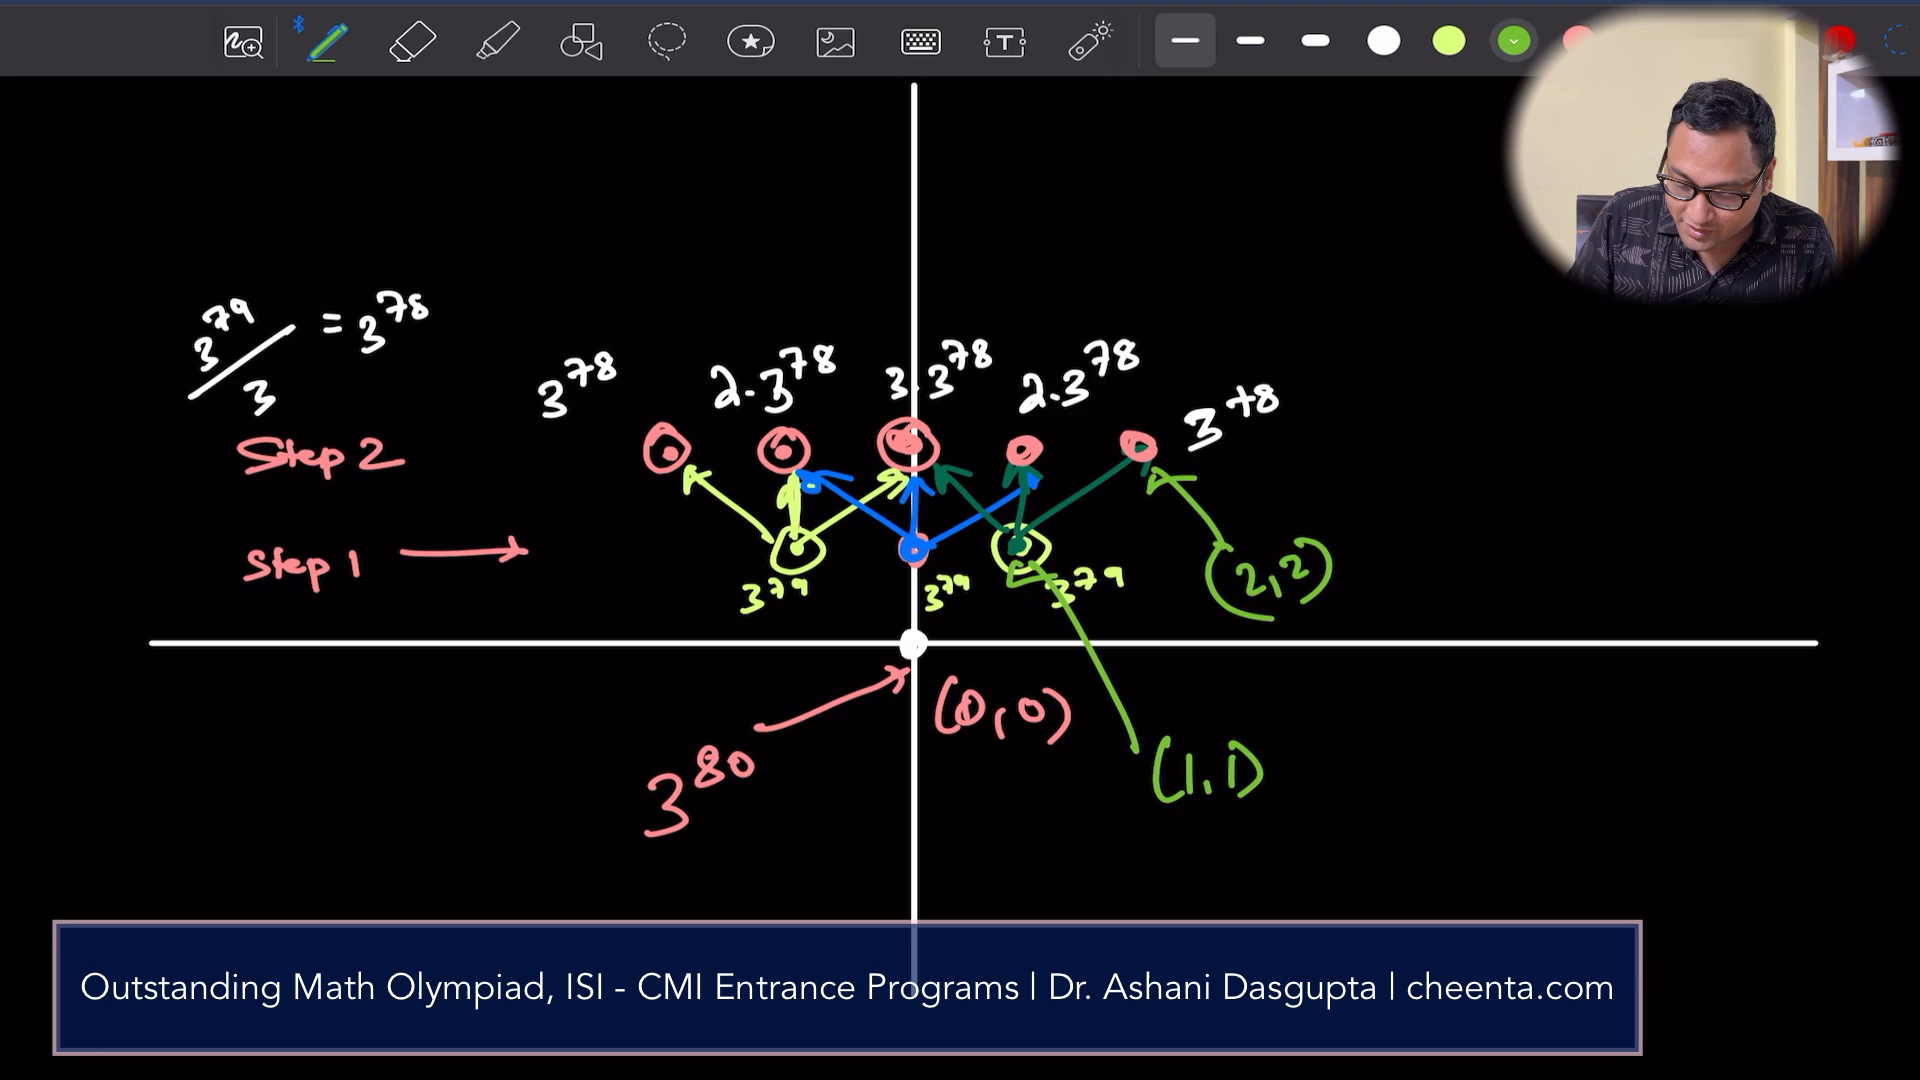 3^79 / 3 = 3^78
3^78 2·3^78 3·3^78 2·3^78 3^+8
Step 2
Step 1
3^79 3^79 3^79
(2,2)
(0,0)
3^80
(1,1)
Outstanding Math Olympiad, ISI - CMI Entrance Programs | Dr. Ashani Dasgupta | cheenta.com